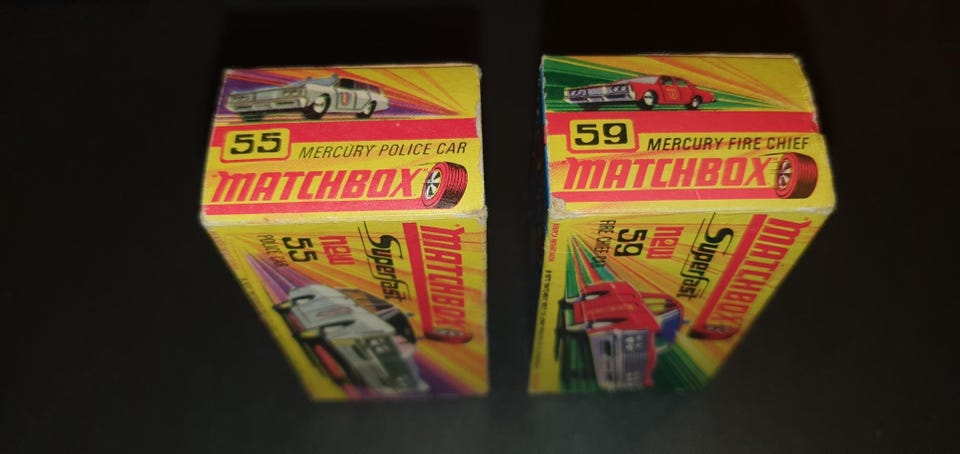 55
MERCURY POLICE CAR
"MATCHBOX"
"MATCHBOX"
Superfast
new
55
POLICE CAR
59
MERCURY FIRE CHIEF
"MATCHBOX"
"MATCHBOX"
Superfast
new
59
FIRE CHIEF CAR